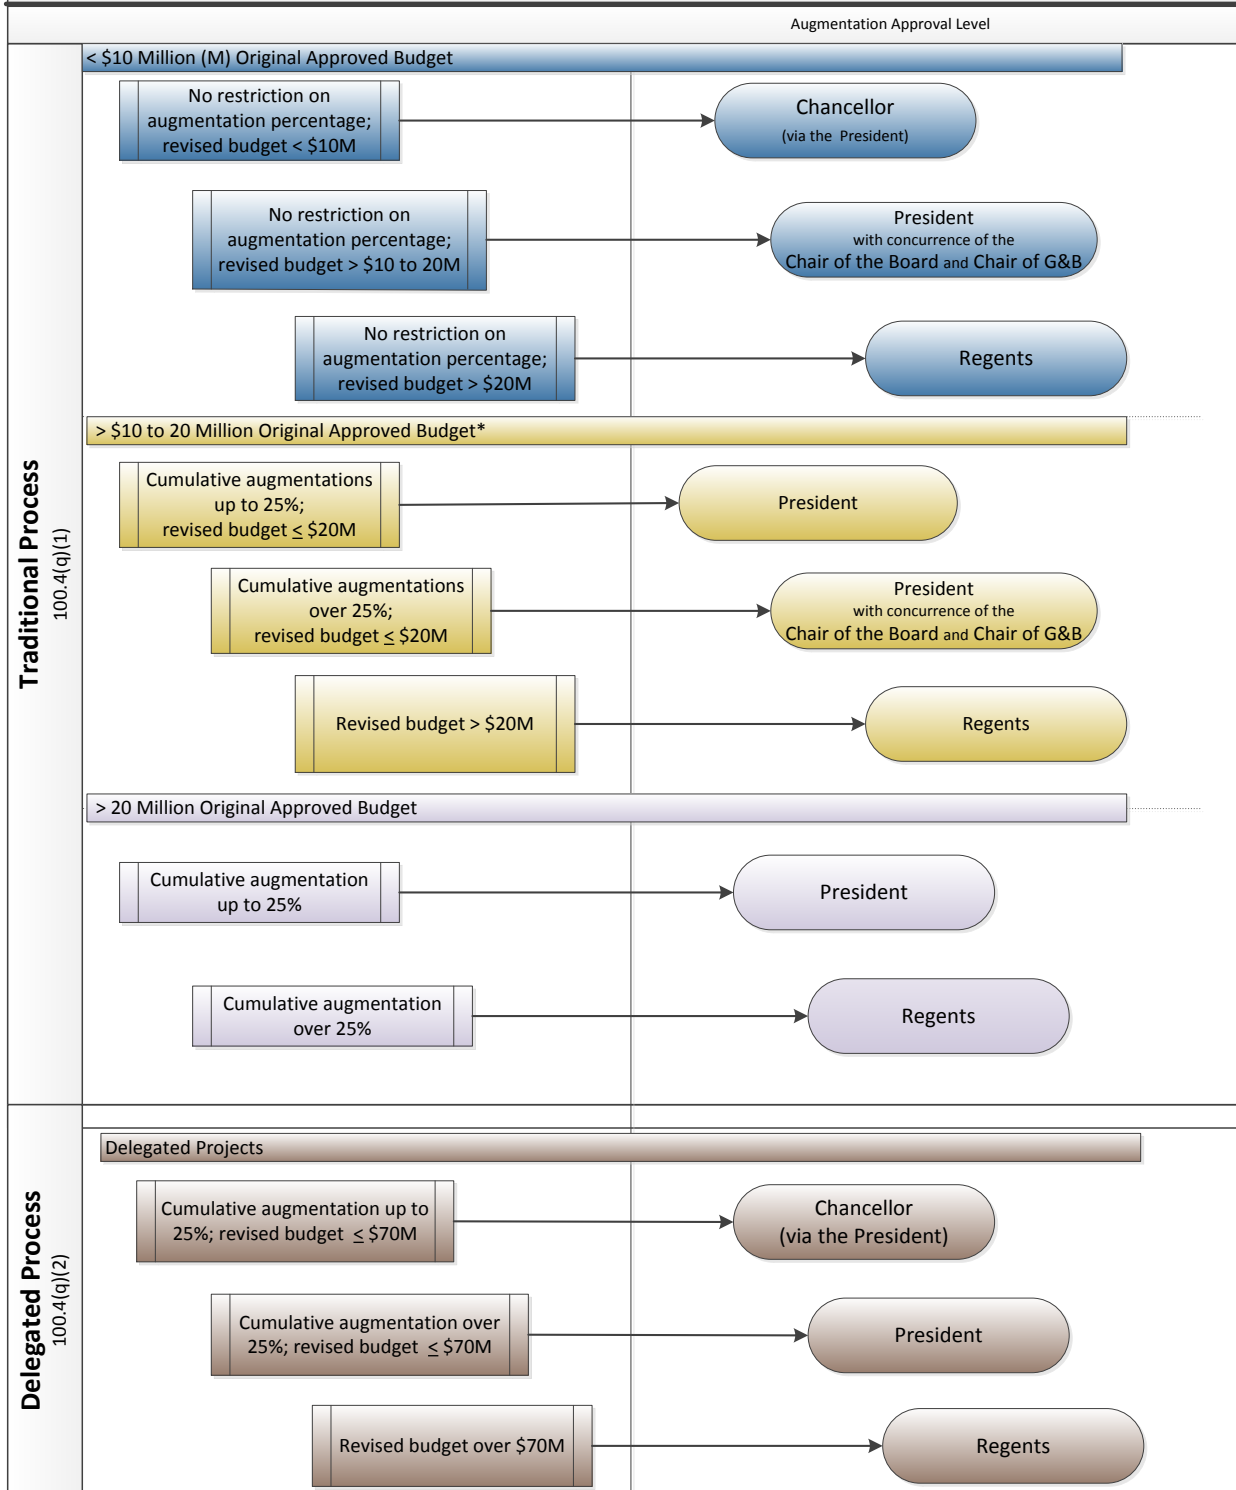 Augmentation Approval Level
Traditional Process
100.4(q)(1)
< $10 Million (M) Original Approved Budget
No restriction on
augmentation percentage;
revised budget < $10M
Chancellor
(via the President)
No restriction on
augmentation percentage;
revised budget > $10 to 20M
President
with concurrence of the
Chair of the Board and Chair of G&B
No restriction on
augmentation percentage;
revised budget > $20M
Regents
> $10 to 20 Million Original Approved Budget*
Cumulative augmentations
up to 25%;
revised budget ≤ $20M
President
Cumulative augmentations
over 25%;
revised budget ≤ $20M
President
with concurrence of the
Chair of the Board and Chair of G&B
Revised budget > $20M
Regents
> 20 Million Original Approved Budget
Cumulative augmentation
up to 25%
President
Cumulative augmentation
over 25%
Regents
Delegated Process
100.4(q)(2)
Delegated Projects
Cumulative augmentation up to
25%; revised budget ≤ $70M
Chancellor
(via the President)
Cumulative augmentation over
25%; revised budget ≤ $70M
President
Revised budget over $70M
Regents